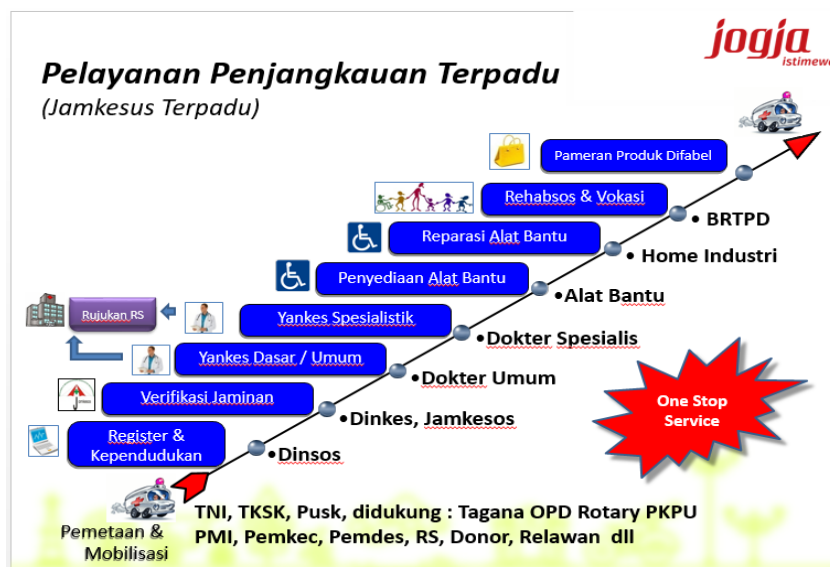 jogja
istimewa
Pelayanan Penjangkauan Terpadu
(Jamkesus Terpadu)
Pameran Produk Difabel
Rehabsos & Vokasi
• BRTPD
Reparasi Alat Bantu
• Home Industri
Penyediaan Alat Bantu
•Alat Bantu
Rujukan RS
Yankes Spesialistik
•Dokter Spesialis
Yankes Dasar / Umum
•Dokter Umum
Verifikasi Jaminan
•Dinkes, Jamkesos
One Stop
Service
Register &
Kependudukan
•Dinsos
Pemetaan &
Mobilisasi
TNI, TKSK, Pusk, didukung : Tagana OPD Rotary PKPU
PMI, Pemkec, Pemdes, RS, Donor, Relawan dll